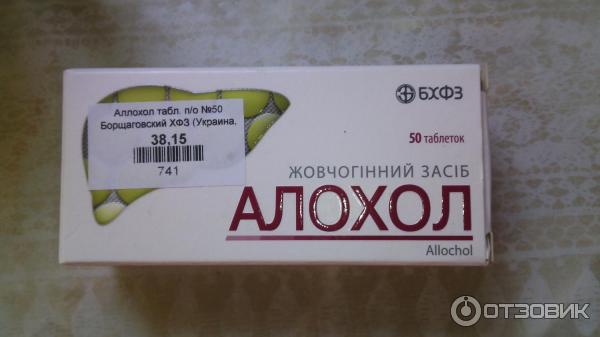 Аллохол табл. п/о №50
Борщаговский ХФЗ (Украина,
38,15
741
БХФЗ
50 таблеток
ЖОВЧОГІННИЙ ЗАСІБ
АЛОХОЛ
Allochol
ОТЗОВИК